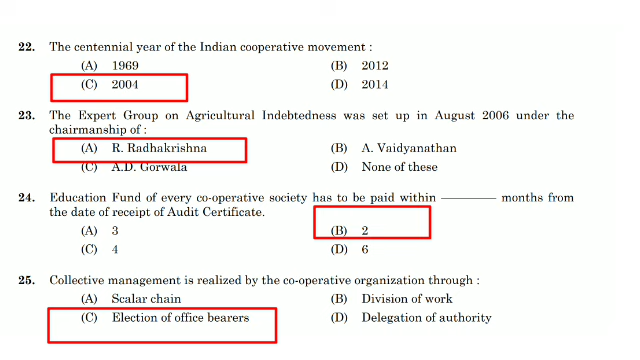 22. The centennial year of the Indian cooperative movement :
(A) 1969 (B) 2012
(C) 2004 (D) 2014
23. The Expert Group on Agricultural Indebtedness was set up in August 2006 under the
chairmanship of :
(A) R. Radhakrishna (B) A. Vaidyanathan
(C) A.D. Gorwala (D) None of these
24. Education Fund of every co-operative society has to be paid within ———— months from
the date of receipt of Audit Certificate.
(A) 3 (B) 2
(C) 4 (D) 6
25. Collective management is realized by the co-operative organization through :
(A) Scalar chain (B) Division of work
(C) Election of office bearers (D) Delegation of authority